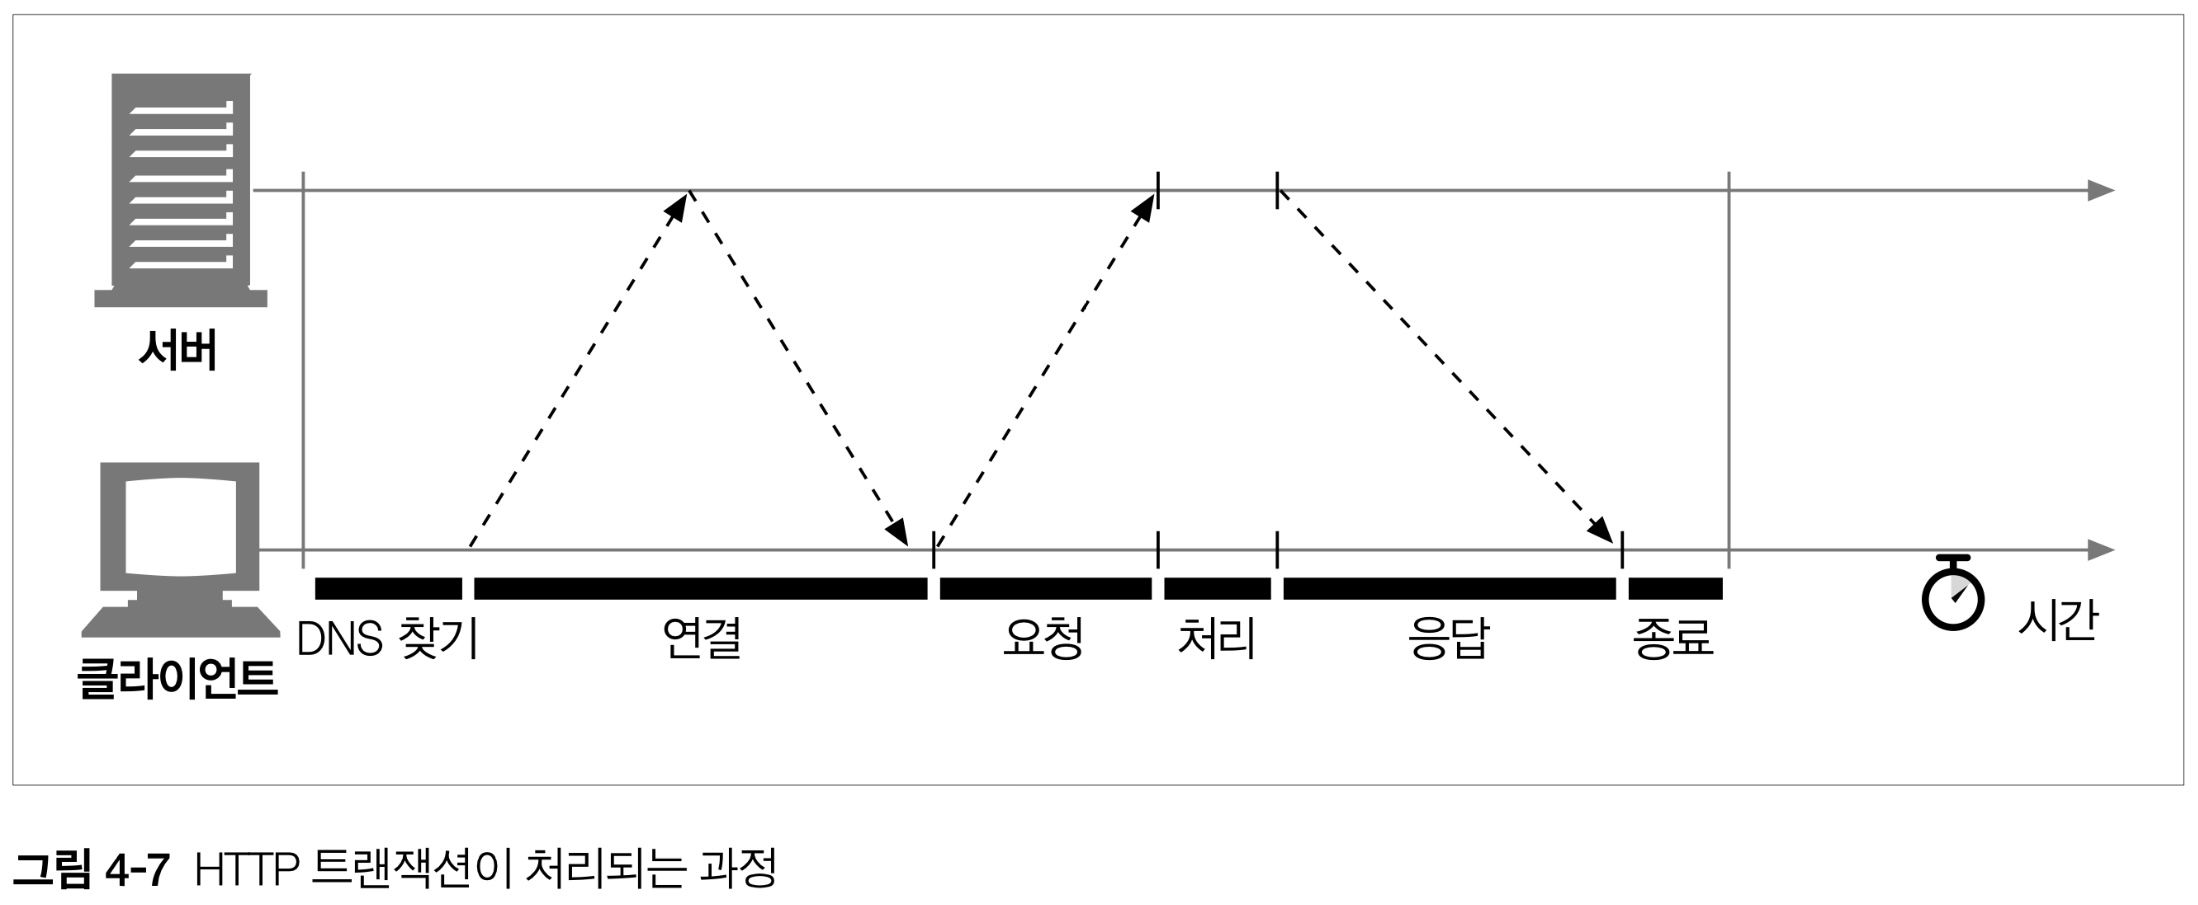 서버
클라이언트
DNS 찾기 연결 요청 처리 응답 종료 시간
그림 4-7 HTTP 트랜잭션이 처리되는 과정